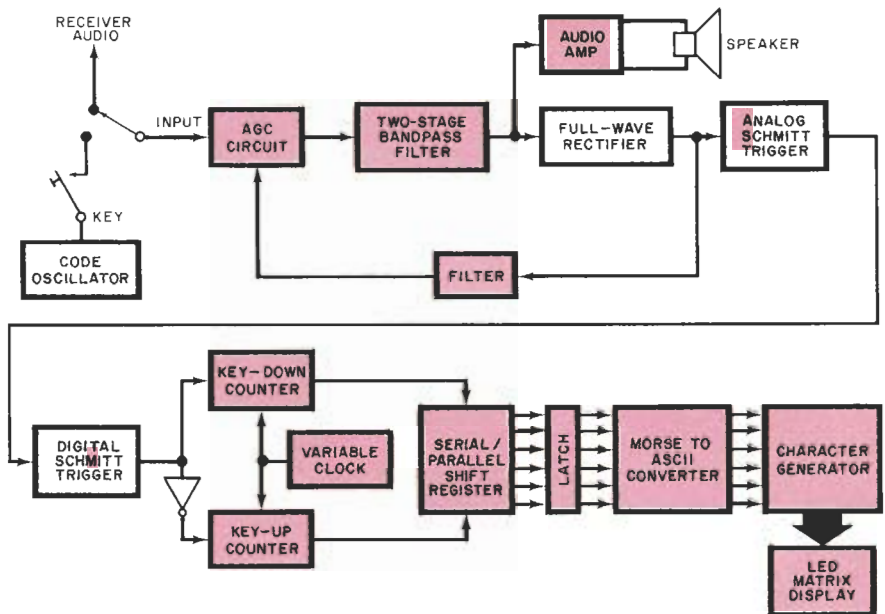 RECEIVER
AUDIO
INPUT
KEY
CODE
OSCILLATOR
AGC
CIRCUIT
TWO-STAGE
BANDPASS
FILTER
AUDIO
AMP
SPEAKER
FULL-WAVE
RECTIFIER
ANALOG
SCHMITT
TRIGGER
FILTER
DIGITAL
SCHMITT
TRIGGER
KEY-DOWN
COUNTER
VARIABLE
CLOCK
KEY-UP
COUNTER
SERIAL/
PARALLEL
SHIFT
REGISTER
LATCH
MORSE TO
ASCII
CONVERTER
CHARACTER
GENERATOR
LED
MATRIX
DISPLAY